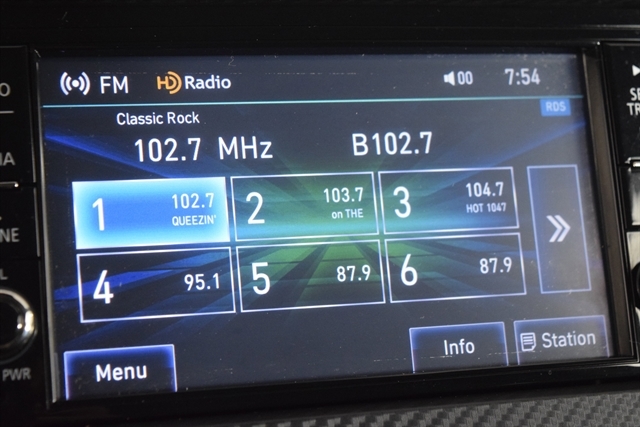 FM HD Radio 00 7:54
RDS
Classic Rock
102.7 MHz B102.7
1 102.7 QUEEZIN'
2 103.7 on THE
3 104.7 HOT 1047
4 95.1
5 87.9
6 87.9
Menu Info Station
PWR